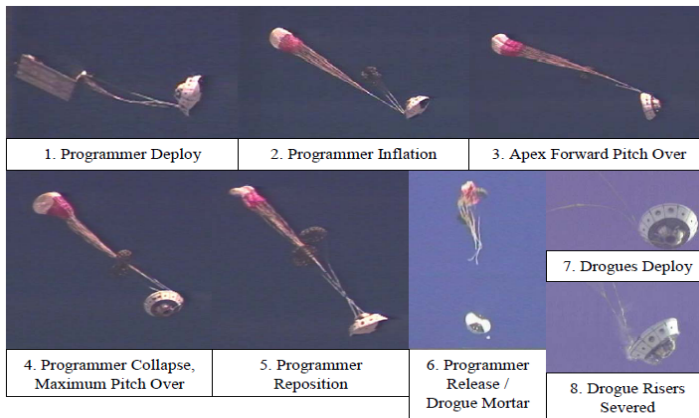 1. Programmer Deploy
2. Programmer Inflation
3. Apex Forward Pitch Over
4. Programmer Collapse,
Maximum Pitch Over
5. Programmer
Reposition
6. Programmer
Release /
Drogue Mortar
7. Drogues Deploy
8. Drogue Risers
Severed